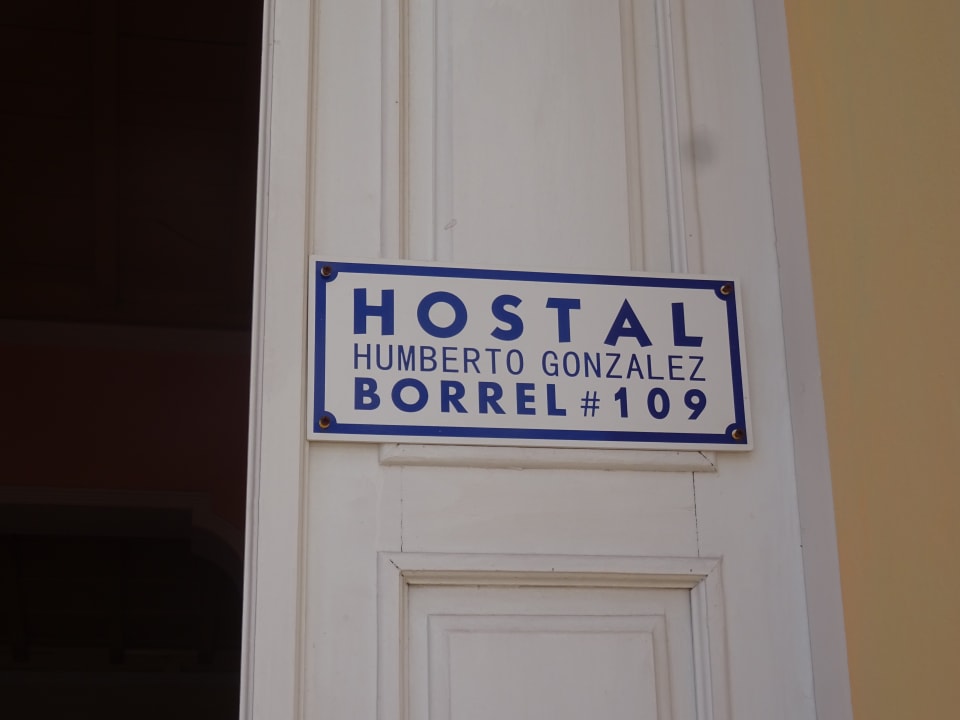 HOSTAL
HUMBERTO GONZALEZ
BORREL # 109